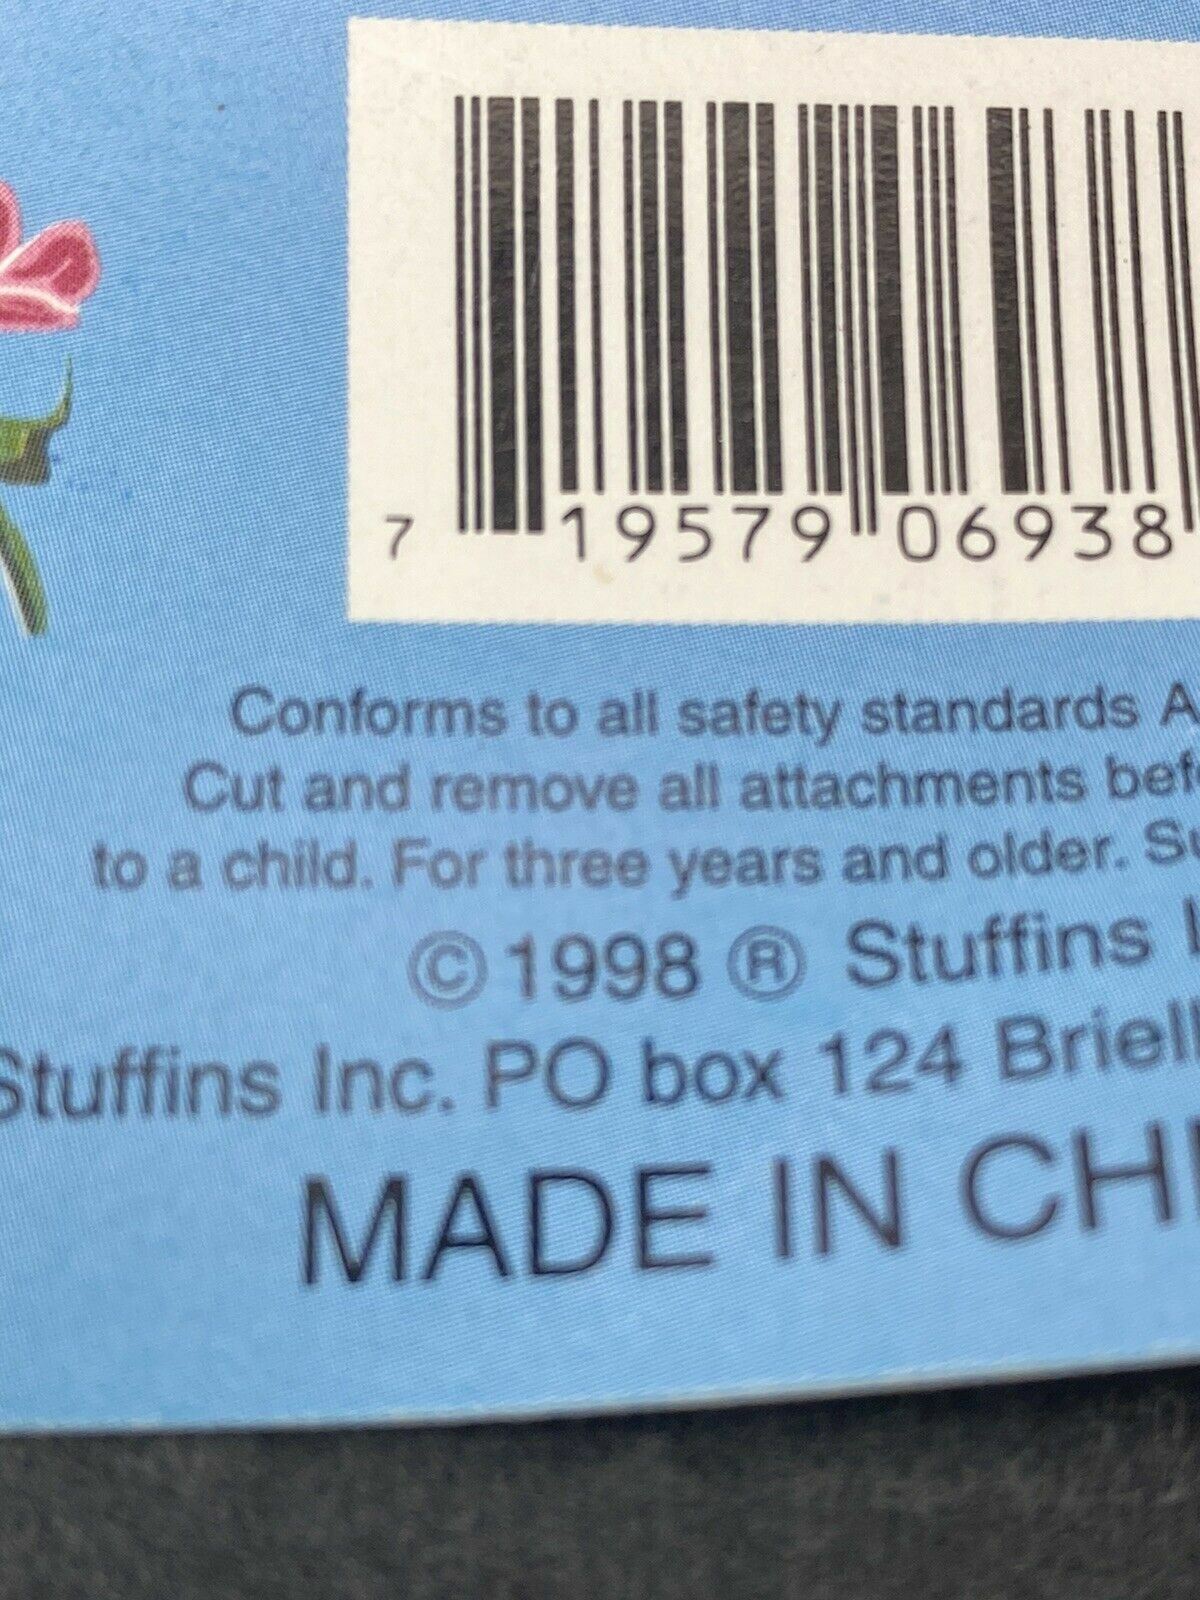 7 19579 06938
Conforms to all safety standards
Cut and remove all attachments
to a child. For three years and older.
© 1998 ® Stuffins
Stuffins Inc. PO box 124
MADE IN